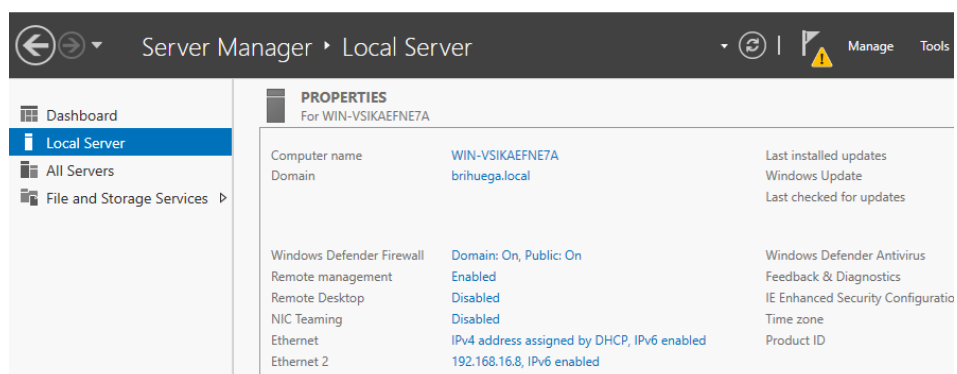 Server Manager ‣ Local Server
Manage Tools
Dashboard
Local Server
All Servers
File and Storage Services
PROPERTIES
For WIN-VSIKAEFNE7A
Computer name WIN-VSIKAEFNE7A Last installed updates
Domain brihuega.local Windows Update
Last checked for updates
Windows Defender Firewall Domain: On, Public: On Windows Defender Antivirus
Remote management Enabled Feedback & Diagnostics
Remote Desktop Disabled IE Enhanced Security Configuratio
NIC Teaming Disabled Time zone
Ethernet IPv4 address assigned by DHCP, IPv6 enabled Product ID
Ethernet 2 192.168.16.8, IPv6 enabled